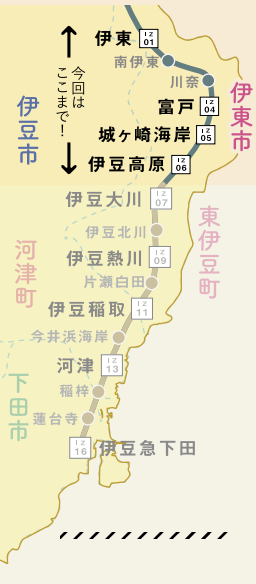 伊東
IZ
01
南伊東
川奈
今回は
ここまで！
富戸
IZ
04
伊東市
伊豆市
城ヶ崎海岸
IZ
05
伊豆高原
IZ
06
伊豆大川
IZ
07
東伊豆町
伊豆北川
河津町
伊豆熱川
IZ
09
片瀬白田
伊豆稲取
IZ
11
今井浜海岸
河津
IZ
13
下田市
稲梓
蓮台寺
IZ
16
伊豆急下田